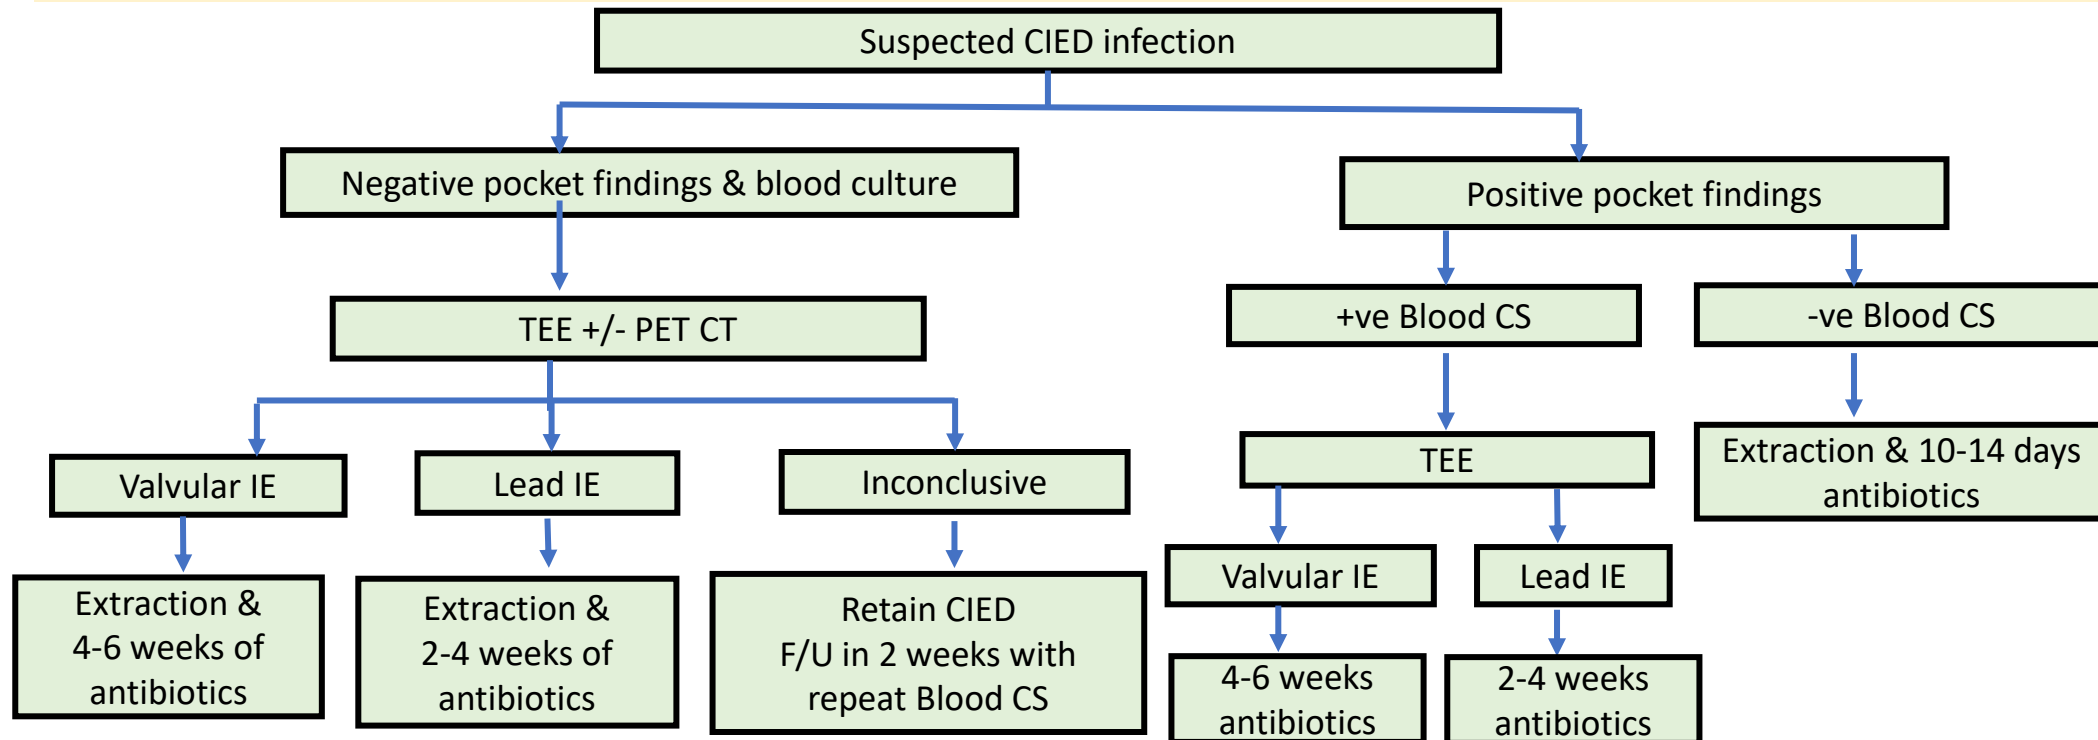 Suspected CIED infection
Negative pocket findings & blood culture
Positive pocket findings
TEE +/- PET CT
+ve Blood CS
-ve Blood CS
Valvular IE
Lead IE
Inconclusive
TEE
Extraction & 10-14 days
antibiotics
Extraction &
4-6 weeks of
antibiotics
Extraction &
2-4 weeks of
antibiotics
Retain CIED
F/U in 2 weeks with
repeat Blood CS
Valvular IE
Lead IE
4-6 weeks
antibiotics
2-4 weeks
antibiotics